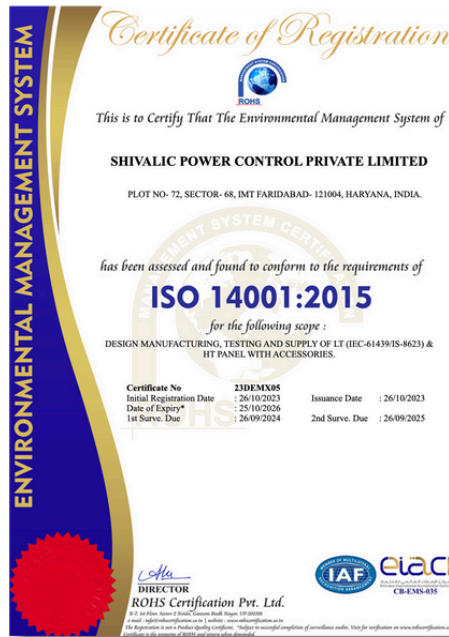 ENVIRONMENTAL MANAGEMENT SYSTEM
Certificate of Registration
ROHS
This is to Certify That The Environmental Management System of
SHIVALIC POWER CONTROL PRIVATE LIMITED
PLOT NO- 72, SECTOR- 68, IMT FARIDABAD- 121004, HARYANA, INDIA.
has been assessed and found to conform to the requirements of
ISO 14001:2015
for the following scope :
DESIGN MANUFACTURING, TESTING AND SUPPLY OF LT (IEC-61439/IS-8623) &
HT PANEL WITH ACCESSORIES.
Certificate No 23DEMX05
Initial Registration Date : 26/10/2023 Issuance Date : 26/10/2023
Date of Expiry* : 25/10/2026
1st Surve. Due : 26/09/2024 2nd Surve. Due : 26/09/2025
DIRECTOR
ROHS Certification Pvt. Ltd.
IAF
eiac
CB-EMS-035